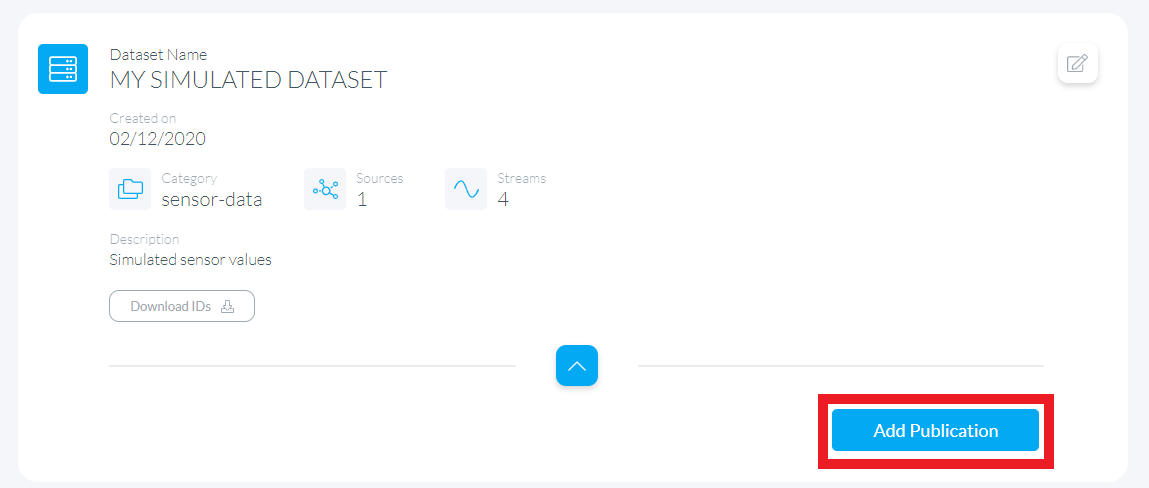 Dataset Name
MY SIMULATED DATASET
Created on
02/12/2020
Category
sensor-data
Sources
1
Streams
4
Description
Simulated sensor values
Download IDs
Add Publication